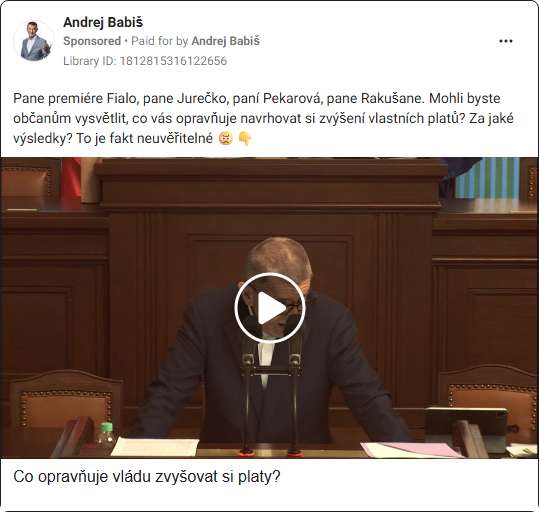 Andrej Babiš
Sponsored • Paid for by Andrej Babiš
Library ID: 1812815316122656
Pane premiére Fialo, pane Jurečko, paní Pekarová, pane Rakušane. Mohli byste
občanům vysvětlit, co vás opravňuje navrhovat si zvýšení vlastních platů? Za jaké
výsledky? To je fakt neuvěřitelné 😡 👇
Co opravňuje vládu zvyšovat si platy?